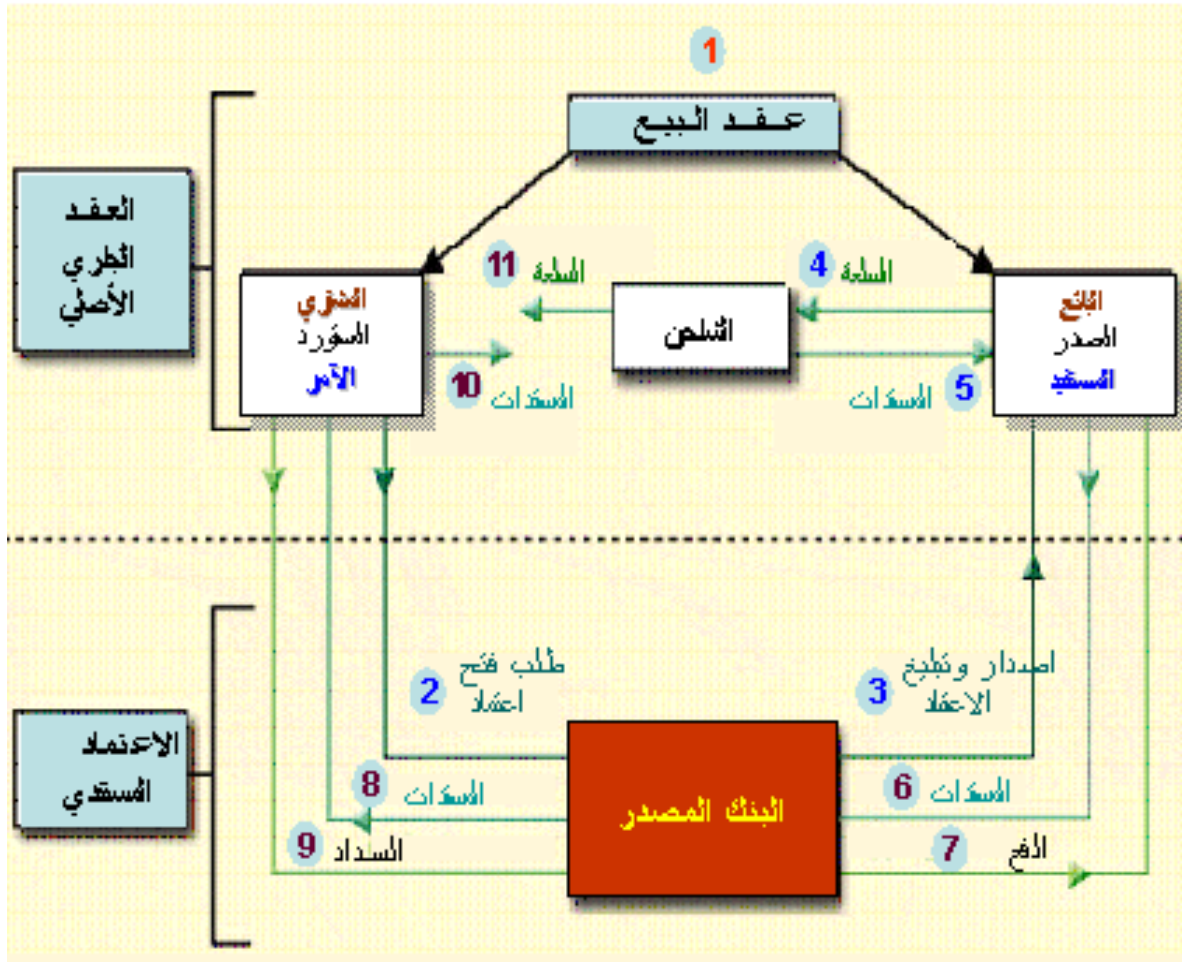 1
عقد البيع
العقد
الجاري
الأصلي
11 السلعة
4 السلعة
المشتري
المستورد
الآمر
الشاحن
البائع
المصدر
المستفيد
10 المستندات
5 المستندات
2 طلب فتح
اعتماد
3 اصدار وتبليغ
الاعتماد
الاعتماد
المستندي
البنك المصدر
8 المستندات
6 المستندات
9 السداد
7 الدفع